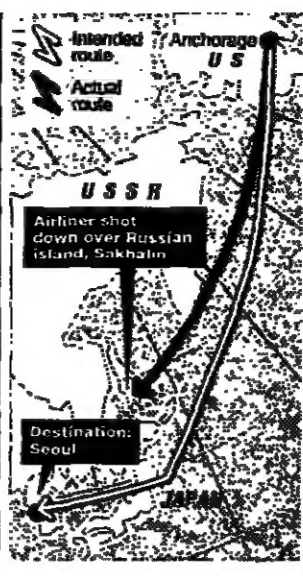 Intended
route
Actual
route
Anchorage
U S
U S S R
Airliner shot
down over Russian
island, Sakhalin
Destination:
Seoul
JAPAN